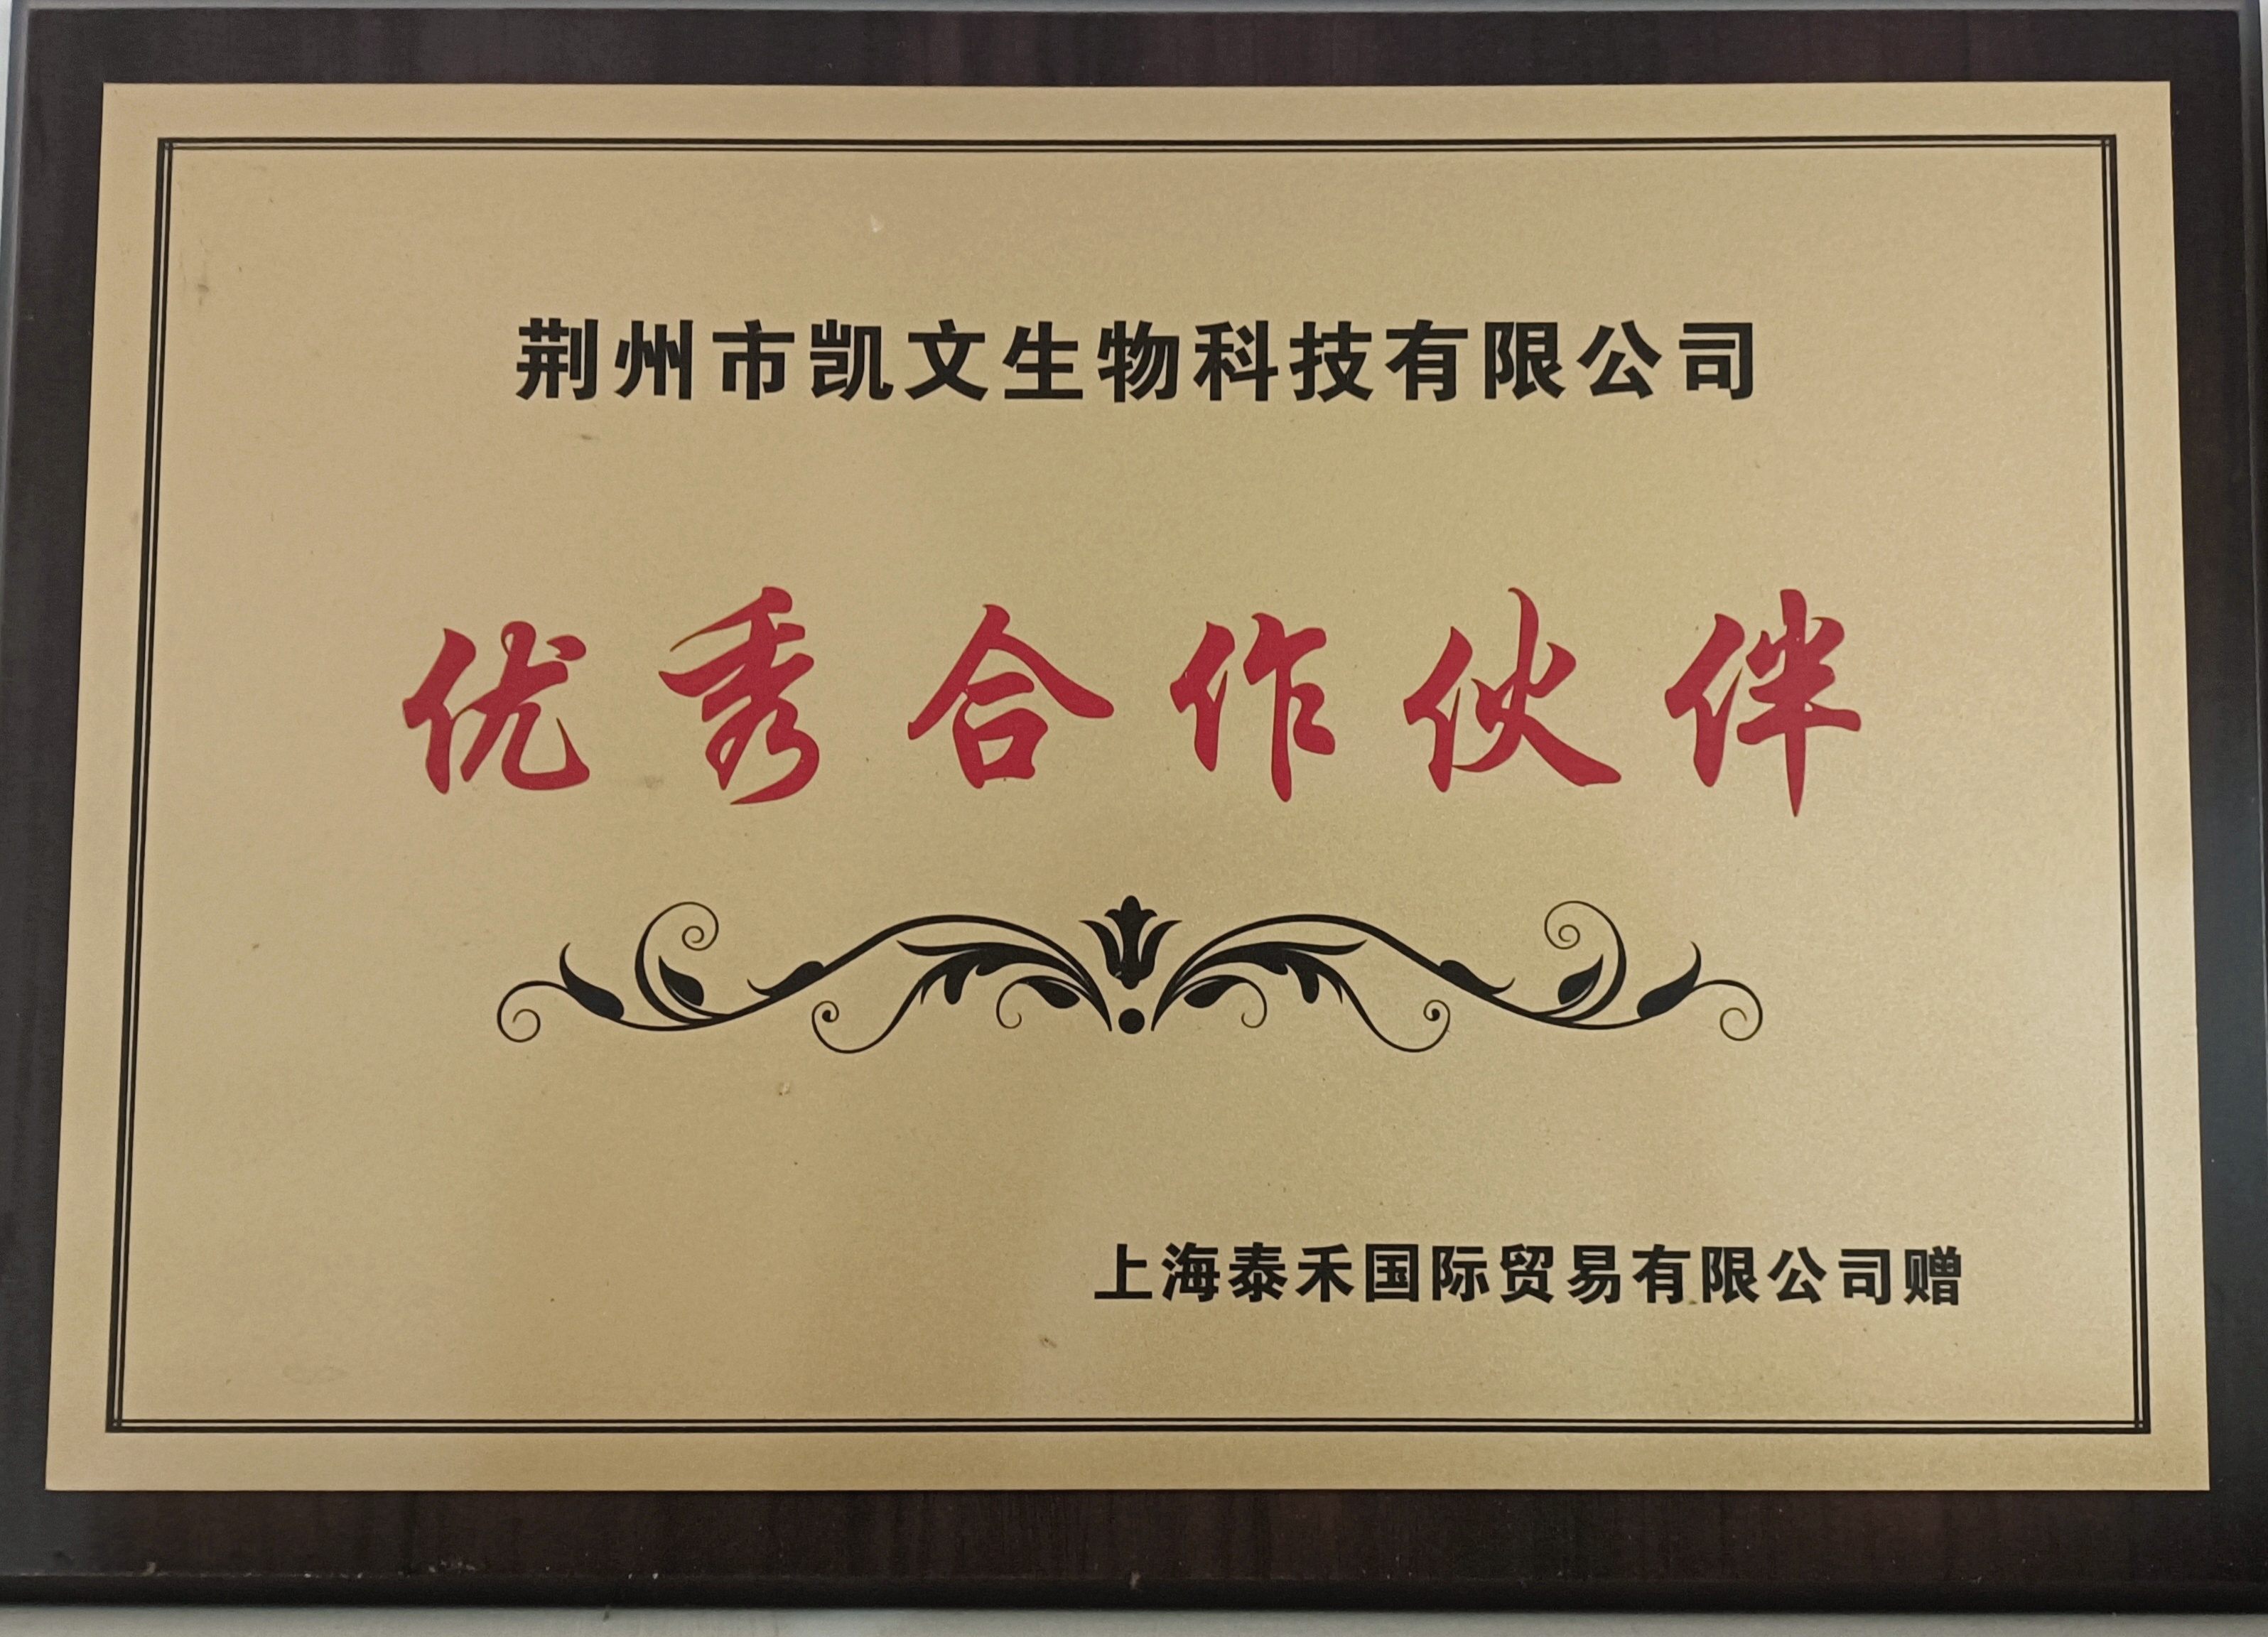 荆州市凯文生物科技有限公司
优秀合作伙伴
上海泰禾国际贸易有限公司赠